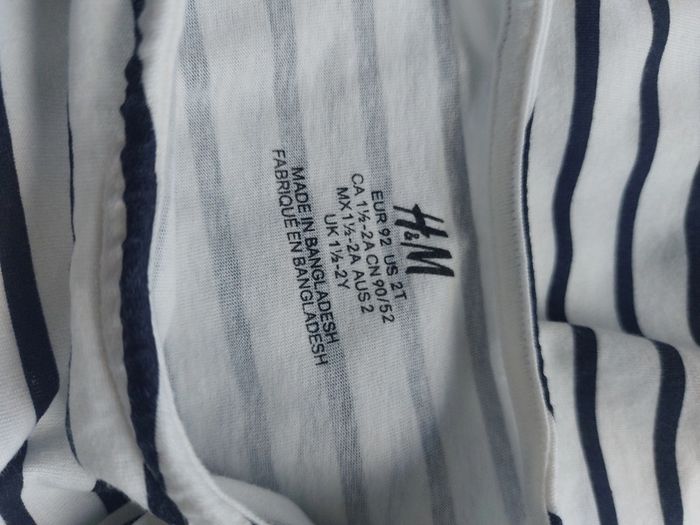 H&M
EUR 92 US 2T
CA 1½-2A CN 90/52
MX 1½-2A AUS 2
UK 1½-2Y
MADE IN BANGLADESH
FABRIQUÉ EN BANGLADESH